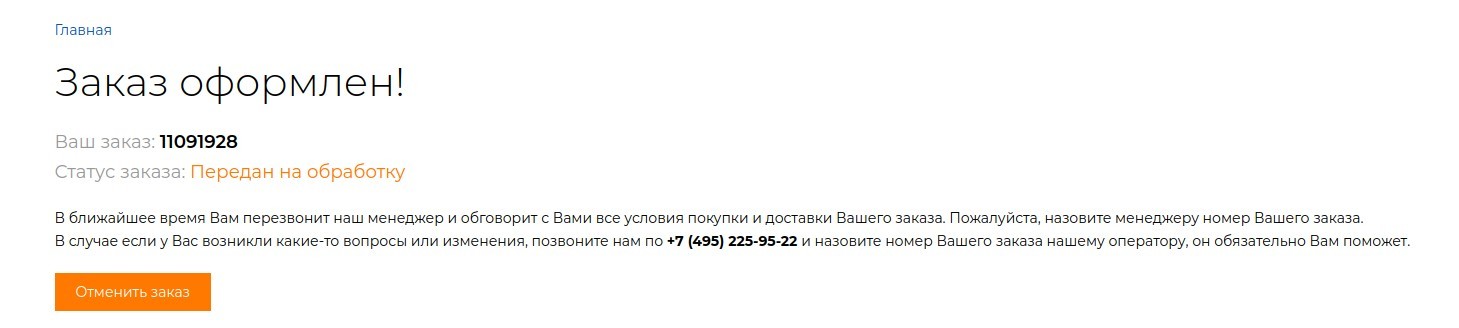 Главная
Заказ оформлен!
Ваш заказ: 11091928
Статус заказа: Передан на обработку
В ближайшее время Вам перезвонит наш менеджер и обговорит с Вами все условия покупки и доставки Вашего заказа. Пожалуйста, назовите менеджеру номер Вашего заказа.
В случае если у Вас возникли какие-то вопросы или изменения, позвоните нам по +7 (495) 225-95-22 и назовите номер Вашего заказа нашему оператору, он обязательно Вам поможет.
Отменить заказ